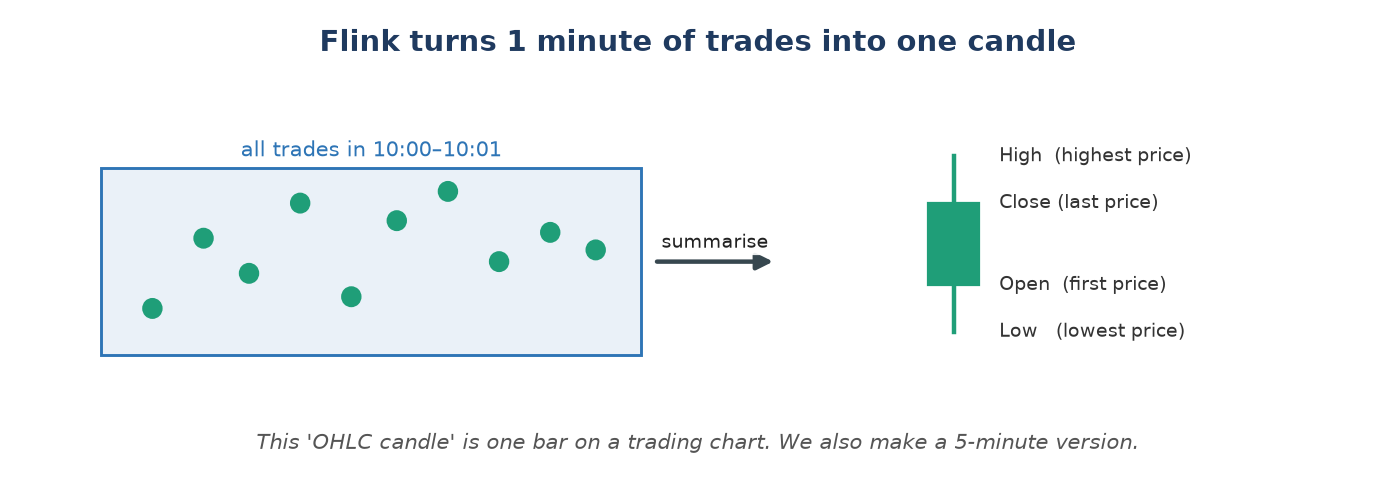 Flink turns 1 minute of trades into one candle
all trades in 10:00–10:01
summarise
High (highest price)
Close (last price)
Open (first price)
Low (lowest price)
This 'OHLC candle' is one bar on a trading chart. We also make a 5-minute version.